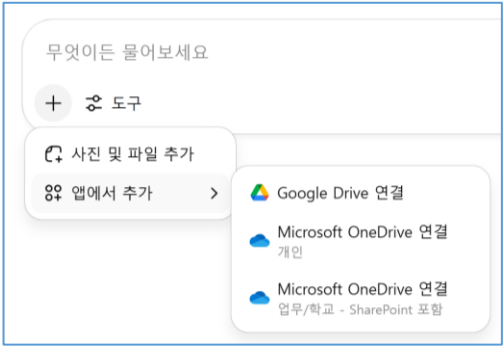 무엇이든 물어보세요
도구
사진 및 파일 추가
앱에서 추가
Google Drive 연결
Microsoft OneDrive 연결
개인
Microsoft OneDrive 연결
업무/학교 - SharePoint 포함